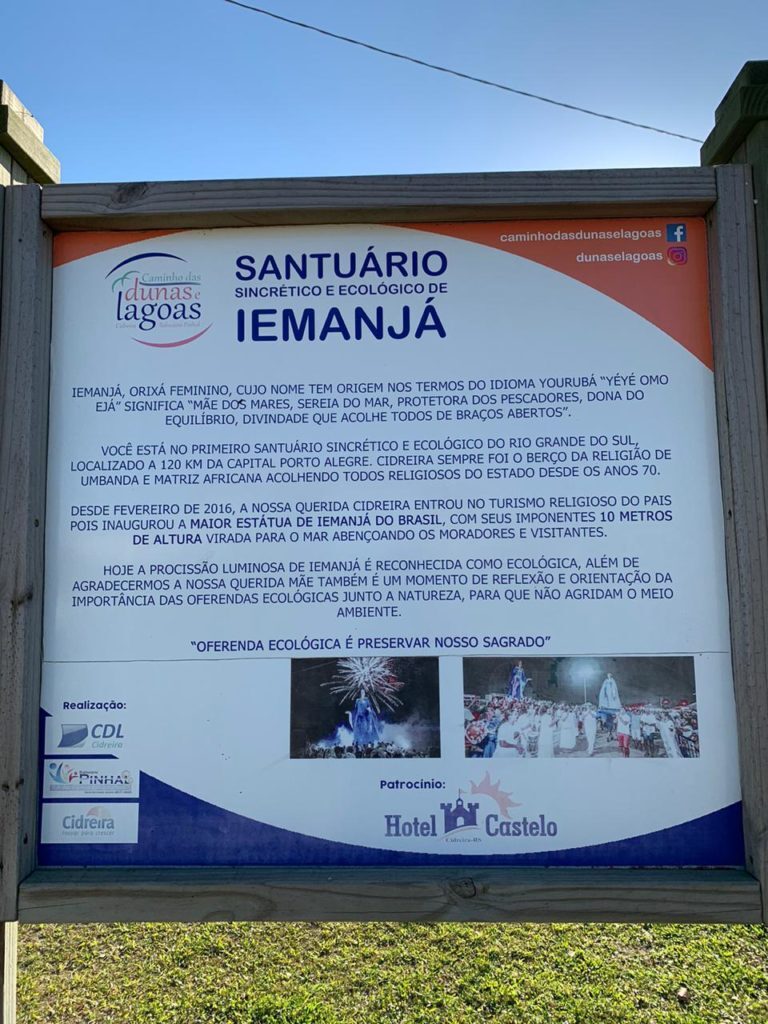 caminhodasdunaselagoas
dunaselagoas
Caminho das
dunas e
lagoas
SANTUÁRIO
SINCRÉTICO E ECOLÓGICO DE
IEMANJÁ
IEMANJÁ, ORIXÁ FEMININO, CUJO NOME TEM ORIGEM NOS TERMOS DO IDIOMA YOURUBÁ “YÉYÉ OMO
EJÁ” SIGNIFICA “MÃE DOS MARES, SEREIA DO MAR, PROTETORA DOS PESCADORES, DONA DO
EQUILÍBRIO, DIVINDADE QUE ACOLHE TODOS DE BRAÇOS ABERTOS”.
VOCÊ ESTÁ NO PRIMEIRO SANTUÁRIO SINCRÉTICO E ECOLÓGICO DO RIO GRANDE DO SUL,
LOCALIZADO A 120 KM DA CAPITAL PORTO ALEGRE. CIDREIRA SEMPRE FOI O BERÇO DA RELIGIÃO DE
UMBANDA E MATRIZ AFRICANA ACOLHENDO TODOS RELIGIOSOS DO ESTADO DESDE OS ANOS 70.
DESDE FEVEREIRO DE 2016, A NOSSA QUERIDA CIDREIRA ENTROU NO TURISMO RELIGIOSO DO PAIS
POIS INAUGUROU A MAIOR ESTÁTUA DE IEMANJÁ DO BRASIL, COM SEUS IMPONENTES 10 METROS
DE ALTURA VIRADA PARA O MAR ABENÇOANDO OS MORADORES E VISITANTES.
HOJE A PROCISSÃO LUMINOSA DE IEMANJÁ É RECONHECIDA COMO ECOLÓGICA, ALÉM DE
AGRADECERMOS A NOSSA QUERIDA MÃE TAMBÉM É UM MOMENTO DE REFLEXÃO E ORIENTAÇÃO DA
IMPORTÂNCIA DAS OFERENDAS ECOLÓGICAS JUNTO A NATUREZA, PARA QUE NÃO AGRIDAM O MEIO
AMBIENTE.
“OFERENDA ECOLÓGICA É PRESERVAR NOSSO SAGRADO”
Realização:
CDL
Cidreira
PINHAL
Cidreira
Patrocínio:
Hotel Castelo
Cidreira-RS